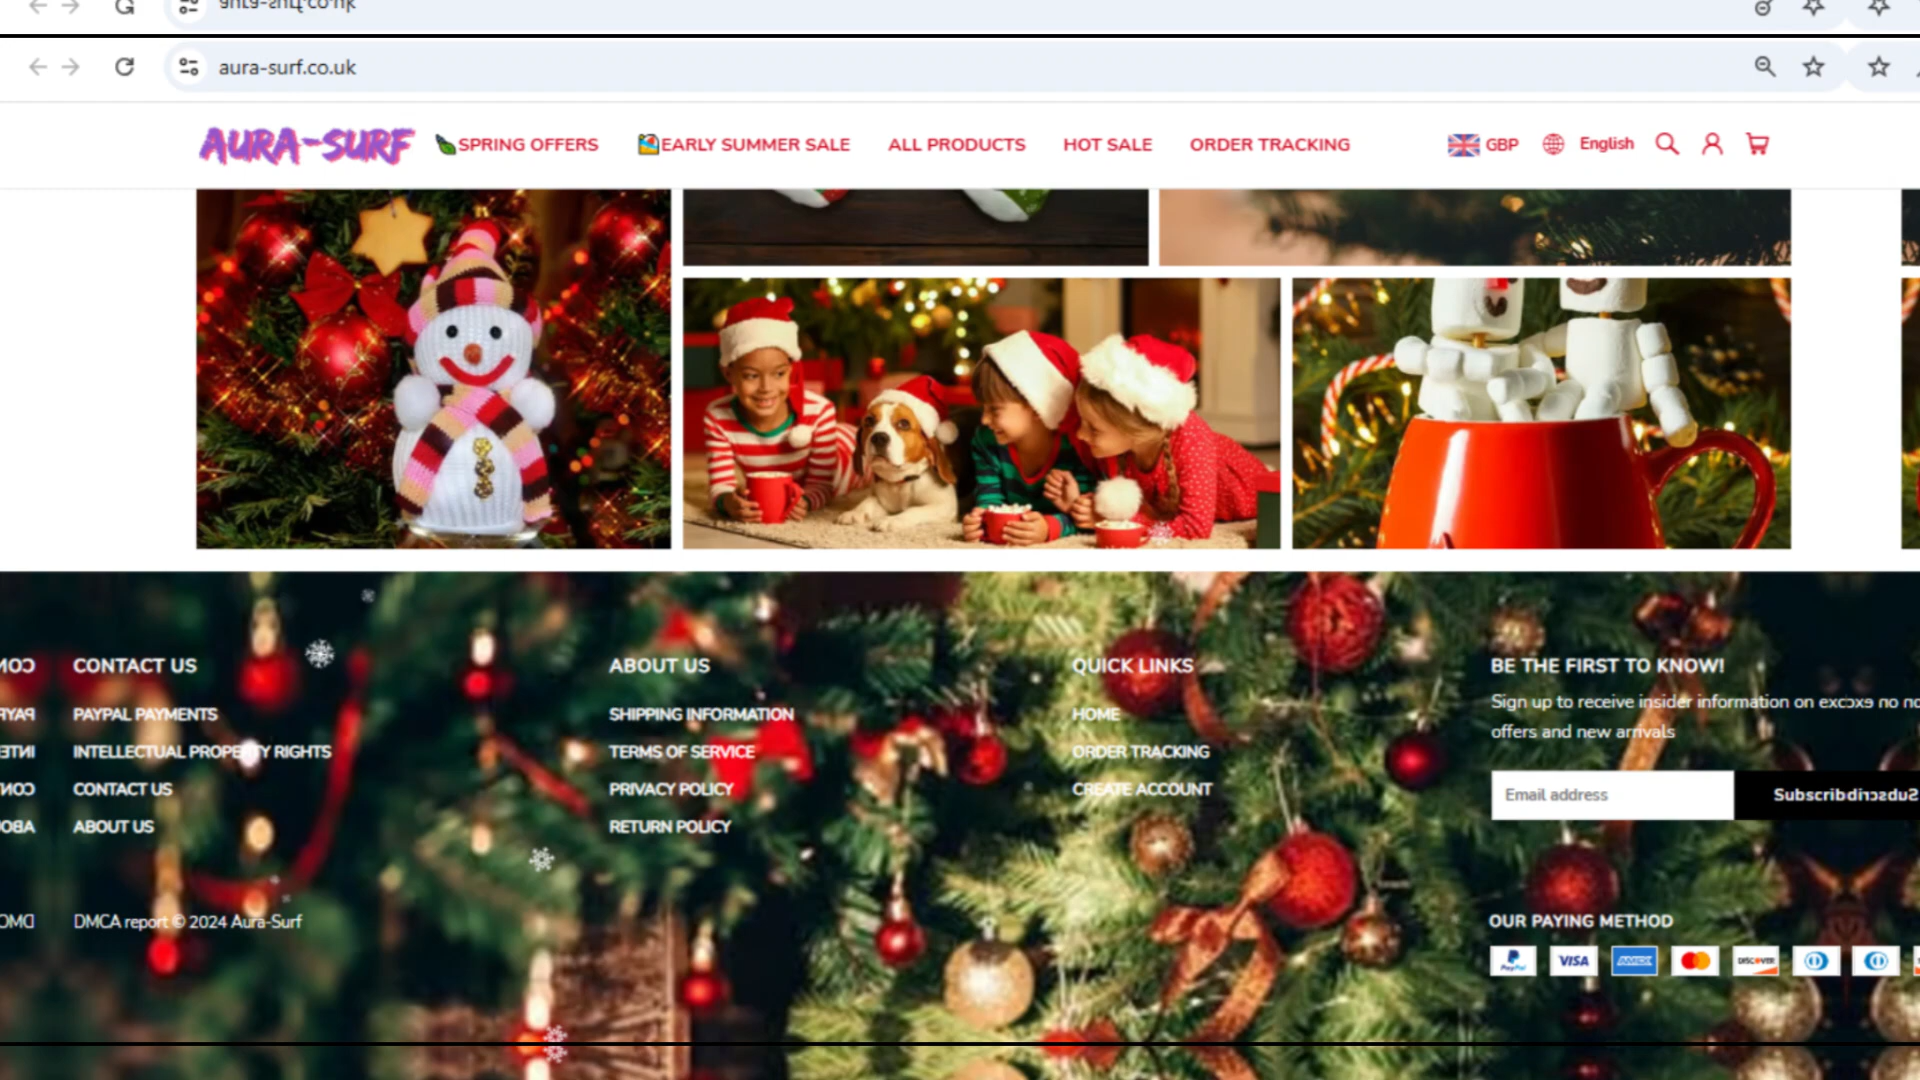 aura-surf.co.uk
AURA-SURF
SPRING OFFERS
EARLY SUMMER SALE
ALL PRODUCTS
HOT SALE
ORDER TRACKING
GBP
English
CONTACT US
PAYPAL PAYMENTS
INTELLECTUAL PROPERTY RIGHTS
CONTACT US
ABOUT US
DMCA report © 2024 Aura-Surf
ABOUT US
SHIPPING INFORMATION
TERMS OF SERVICE
PRIVACY POLICY
RETURN POLICY
QUICK LINKS
HOME
ORDER TRACKING
CREATE ACCOUNT
BE THE FIRST TO KNOW!
Sign up to receive insider information on
offers and new arrivals
Email address
OUR PAYING METHOD
PayPal
VISA
AMEX
DISCOVER